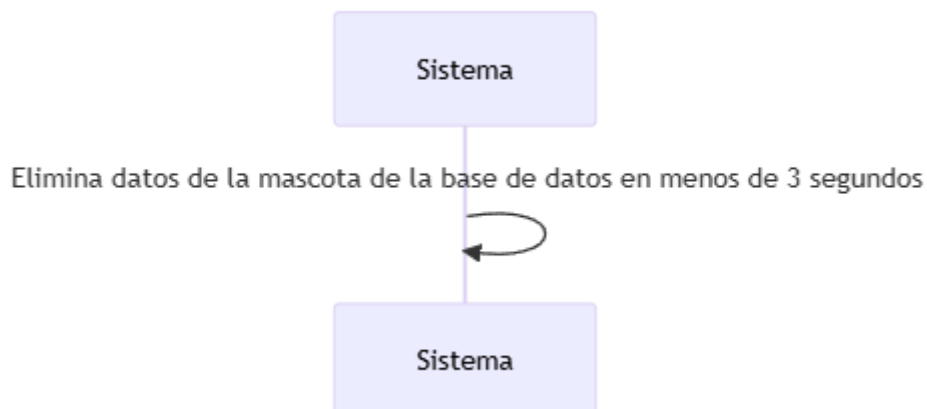 Sistema
Elimina datos de la mascota de la base de datos en menos de 3 segundos
Sistema